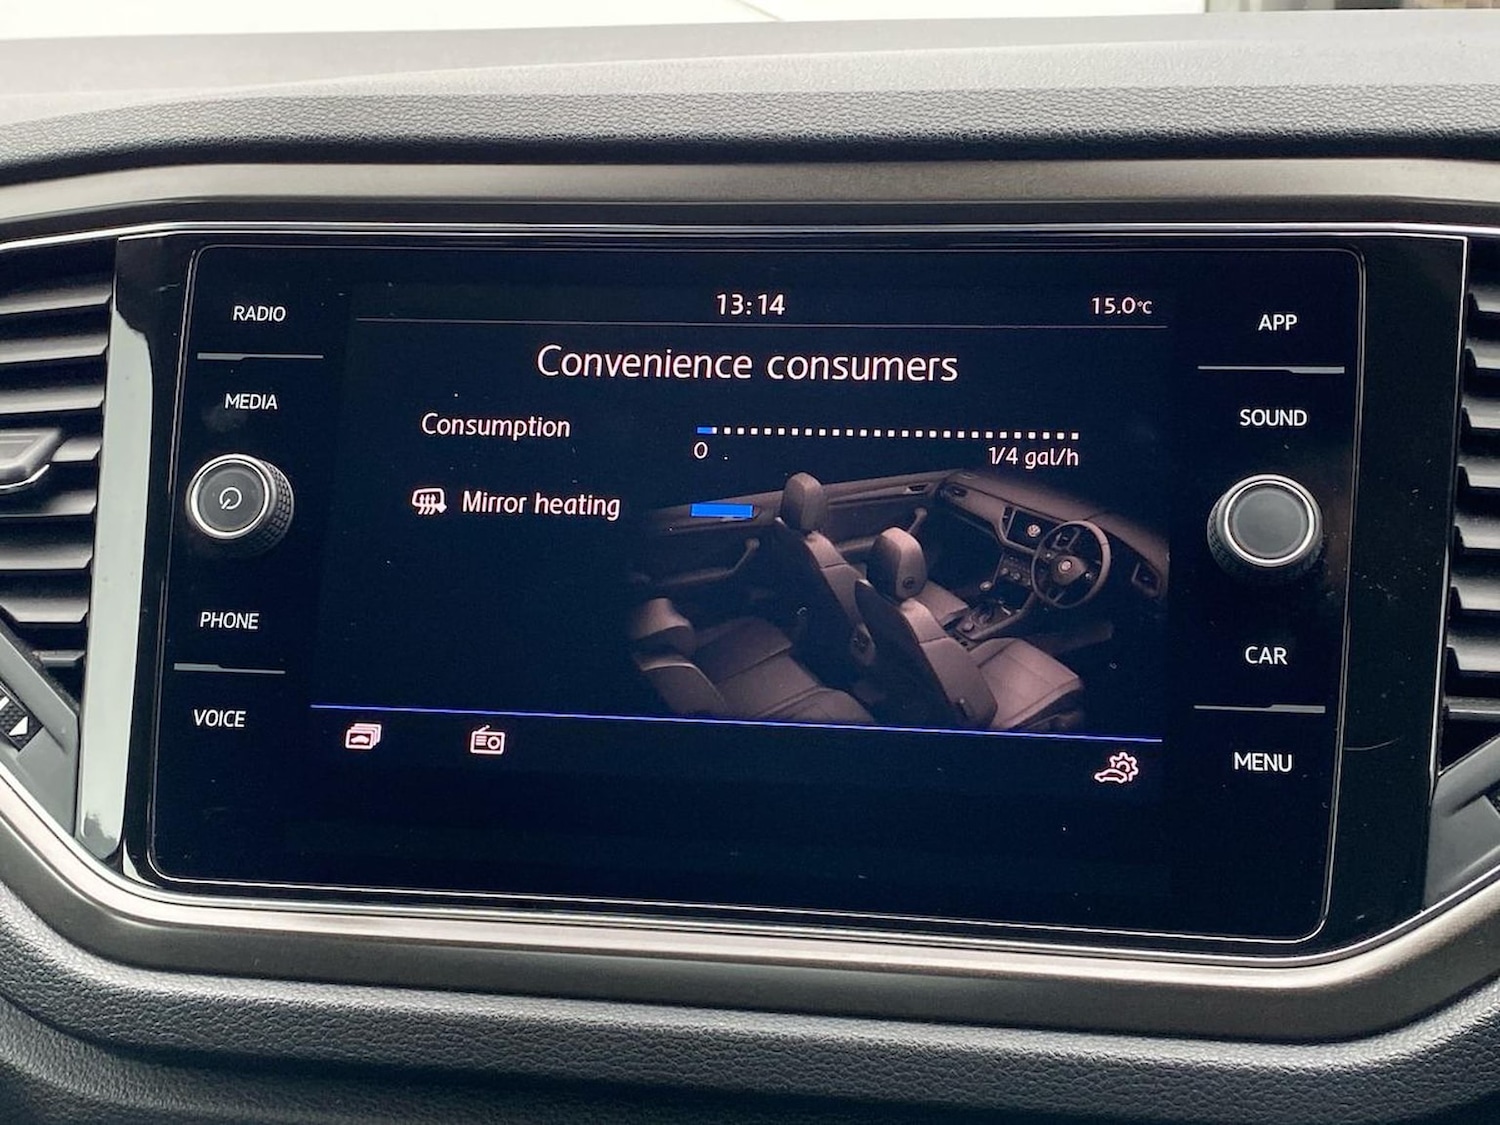 RADIO
MEDIA
PHONE
VOICE
13:14
15.0°C
Convenience consumers
Consumption
0
1/4 gal/h
Mirror heating
APP
SOUND
CAR
MENU